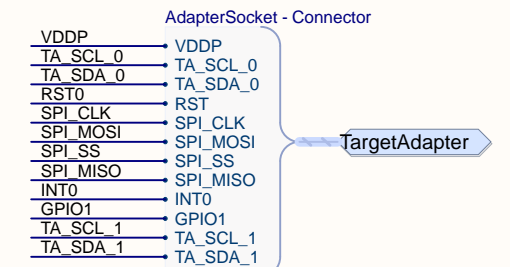 AdapterSocket - Connector
VDDP VDDP
TA_SCL_0 TA_SCL_0
TA_SDA_0 TA_SDA_0
RST0 RST
SPI_CLK SPI_CLK
SPI_MOSI SPI_MOSI
SPI_SS SPI_SS
SPI_MISO SPI_MISO
INT0 INT0
GPIO1 GPIO1
TA_SCL_1 TA_SCL_1
TA_SDA_1 TA_SDA_1
TargetAdapter